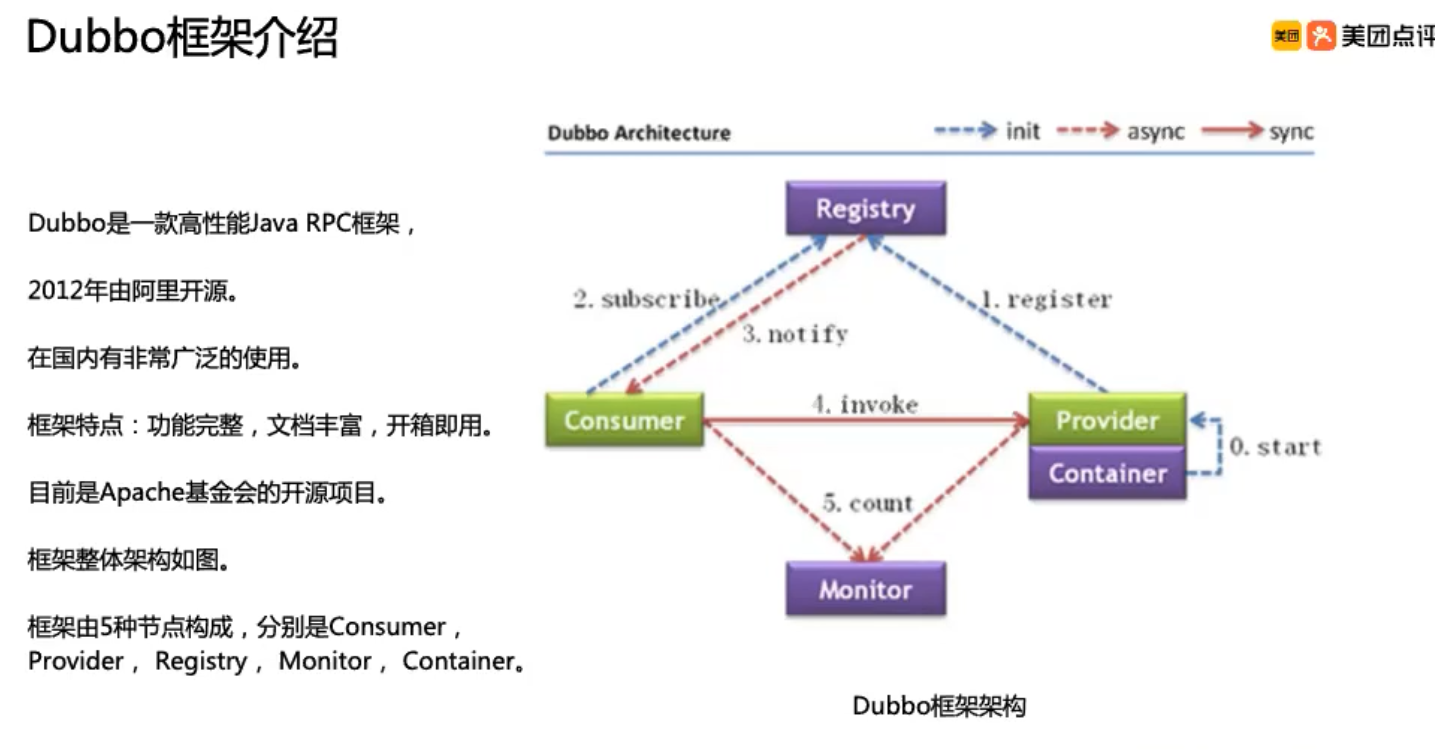 Dubbo框架介绍
美团 美团点评
Dubbo是一款高性能Java RPC框架，
2012年由阿里开源。
在国内有非常广泛的使用。
框架特点：功能完整，文档丰富，开箱即用。
目前是Apache基金会的开源项目。
框架整体架构如图。
框架由5种节点构成，分别是Consumer，
Provider， Registry， Monitor， Container。
Dubbo Architecture
init async sync
Registry
2. subscribe
1. register
3. notify
Consumer
4. invoke
Provider
0. start
Container
5. count
Monitor
Dubbo框架架构